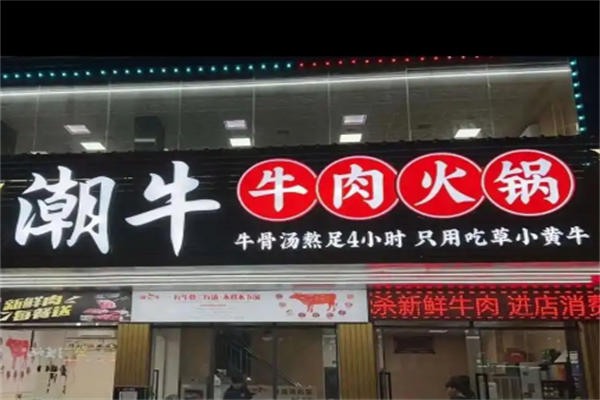 潮牛 牛肉火锅
牛骨汤熬足4小时 只用吃草小黄牛
新鲜肉
杀新鲜牛肉 进店消费